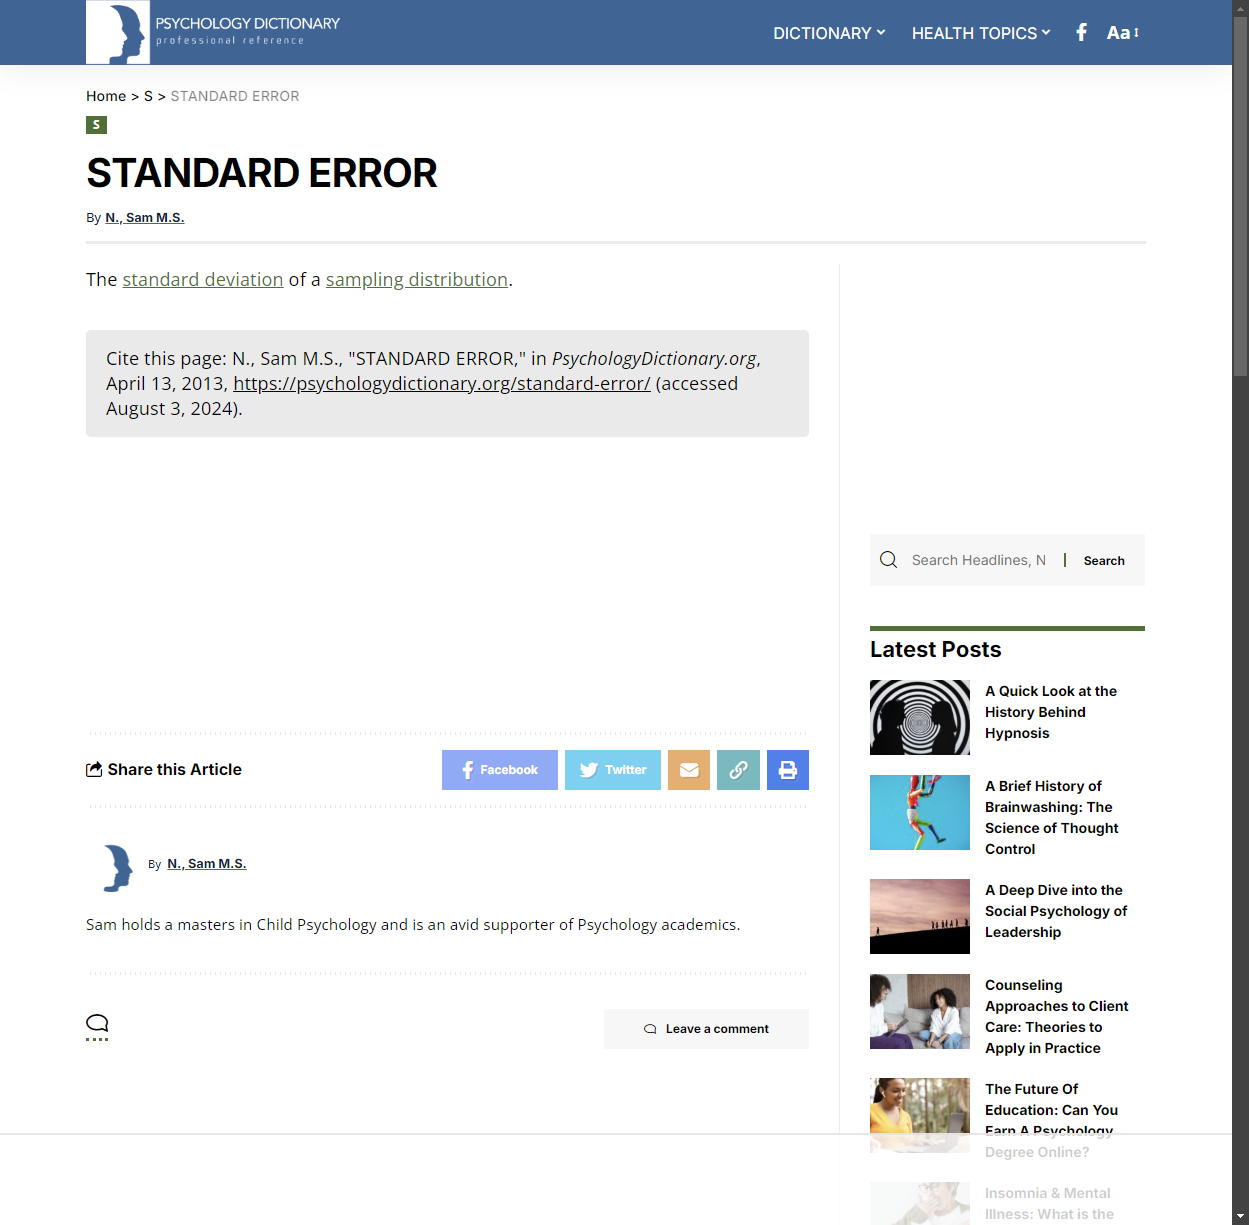 PSYCHOLOGY DICTIONARY
professional reference
DICTIONARY
HEALTH TOPICS
Aa
Home > S > STANDARD ERROR
S
STANDARD ERROR
By N., Sam M.S.
The standard deviation of a sampling distribution.
Cite this page: N., Sam M.S., "STANDARD ERROR," in PsychologyDictionary.org,
April 13, 2013, https://psychologydictionary.org/standard-error/ (accessed
August 3, 2024).
Share this Article
Facebook
Twitter
By N., Sam M.S.
Sam holds a masters in Child Psychology and is an avid supporter of Psychology academics.
Leave a comment
Search Headlines, N
Search
Latest Posts
A Quick Look at the
History Behind
Hypnosis
A Brief History of
Brainwashing: The
Science of Thought
Control
A Deep Dive into the
Social Psychology of
Leadership
Counseling
Approaches to Client
Care: Theories to
Apply in Practice
The Future Of
Education: Can You
Earn A Psychology
Degree Online?
Insomnia & Mental
Illness: What is the